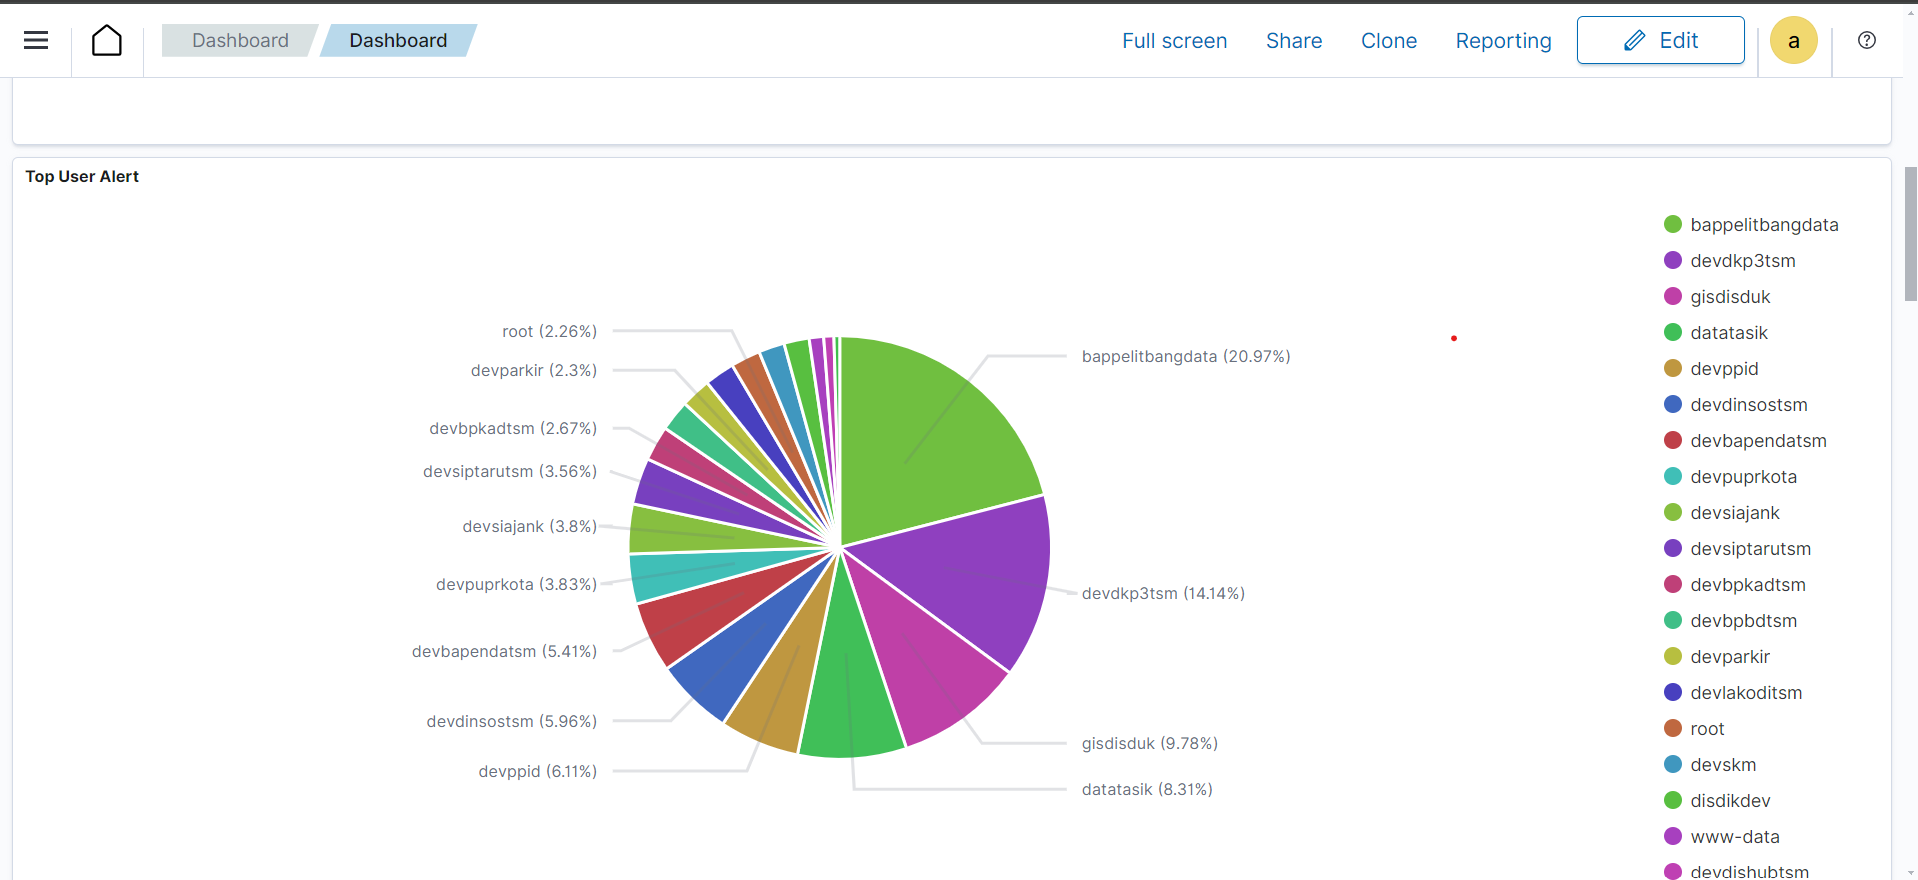 Dashboard
Dashboard
Full screen
Share
Clone
Reporting
Edit
a
Top User Alert
root (2.26%)
devparkir (2.3%)
devbpkadtsm (2.67%)
devsiptarutsm (3.56%)
devsiajank (3.8%)
devpuprkota (3.83%)
devbapendatsm (5.41%)
devdinsostsm (5.96%)
devppid (6.11%)
bappelitbangdata (20.97%)
devdkp3tsm (14.14%)
gisdisduk (9.78%)
datatasik (8.31%)
bappelitbangdata
devdkp3tsm
gisdisduk
datatasik
devppid
devdinsostsm
devbapendatsm
devpuprkota
devsiajank
devsiptarutsm
devbpkadtsm
devbpbdtsm
devparkir
devlakoditsm
root
devskm
disdikdev
www-data
devdishubtsm